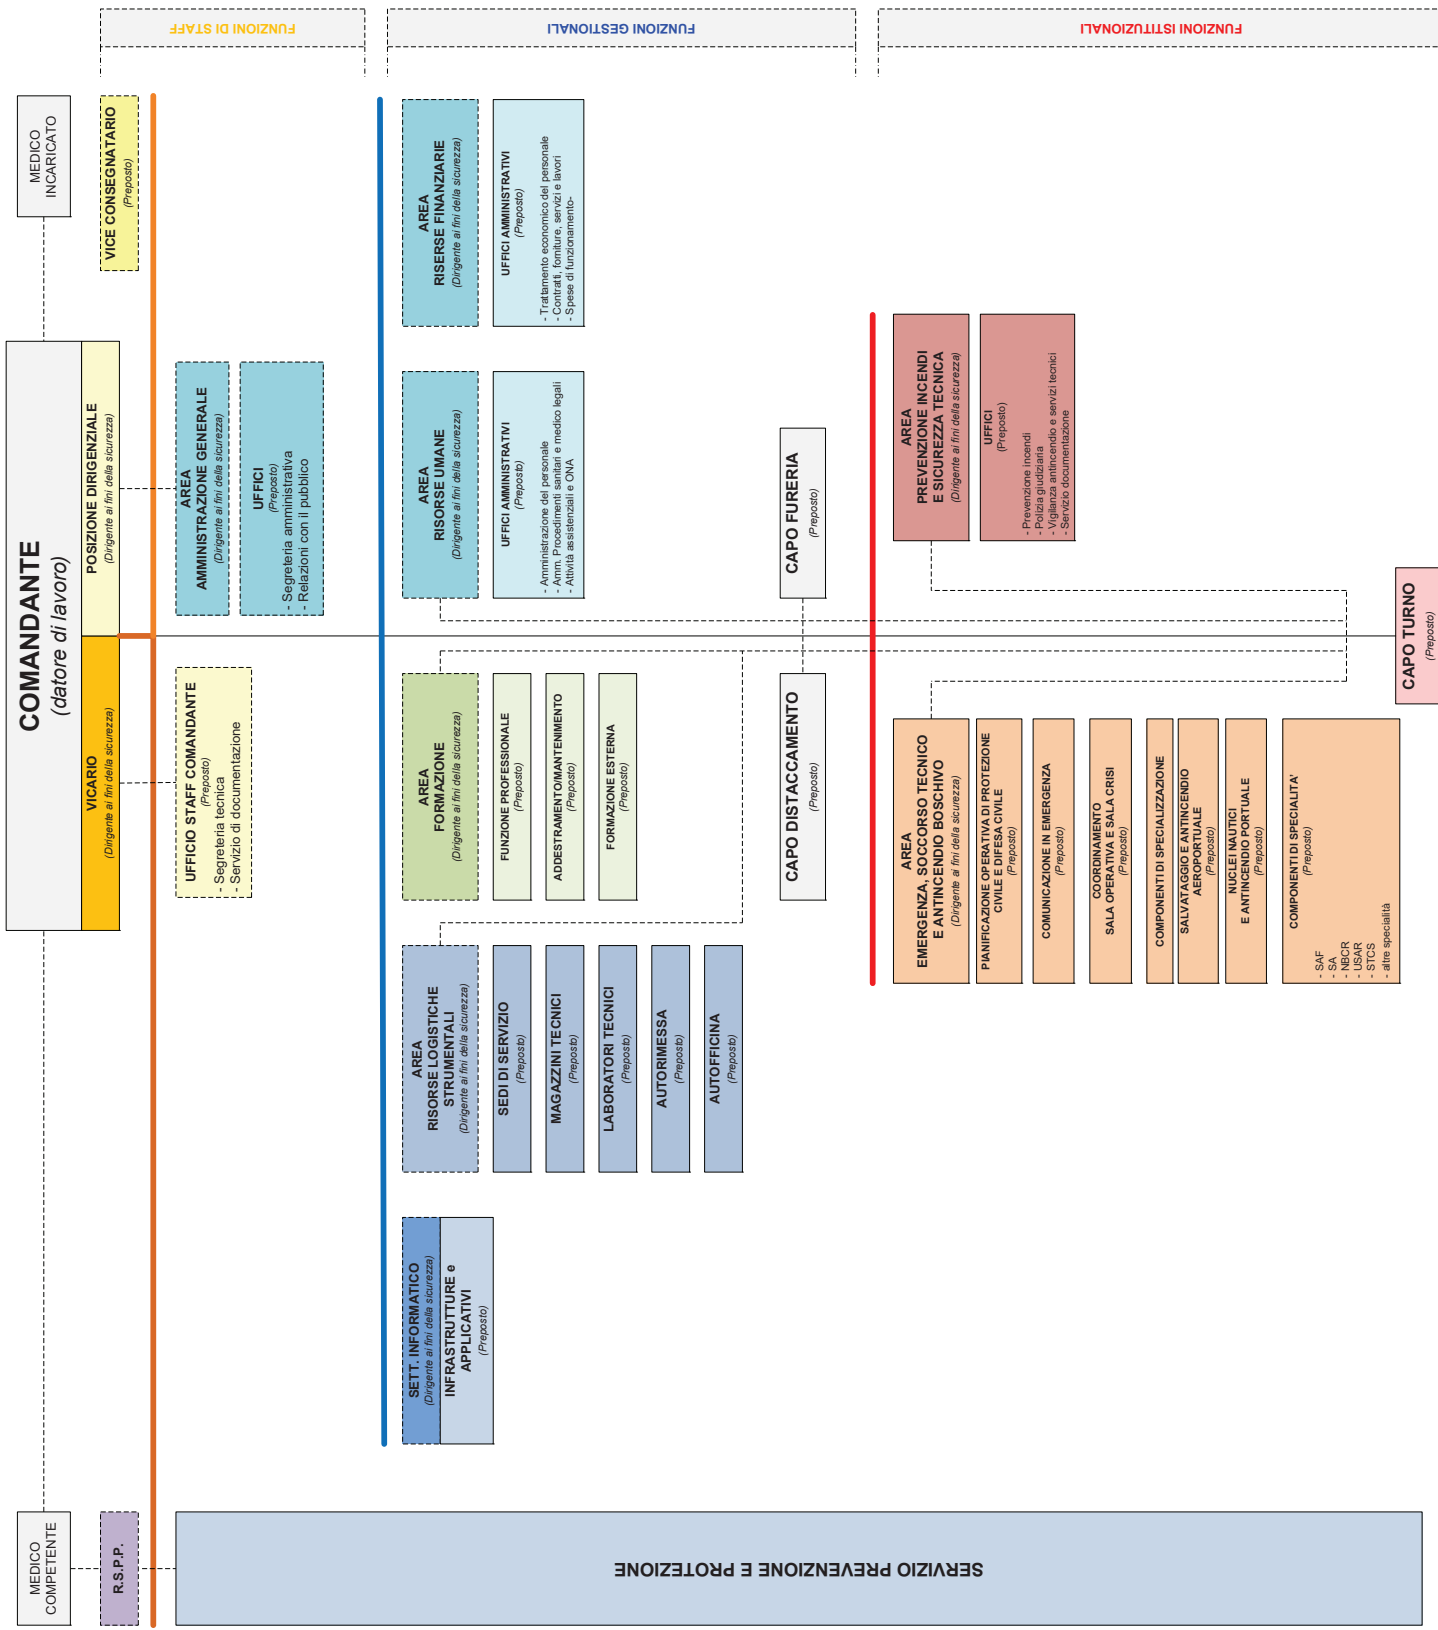 COMANDANTE
(datore di lavoro)
VICARIO
(Dirigente ai fini della sicurezza)
POSIZIONE DIRIGENZIALE
(Dirigente ai fini della sicurezza)
MEDICO
COMPETENTE
MEDICO
INCARICATO
R.S.P.P.
VICE CONSEGNATARIO
(Preposto)
FUNZIONI DI STAFF
UFFICIO STAFF COMANDANTE
(Preposto)
- Segreteria tecnica
- Servizio di documentazione
AREA
AMMINISTRAZIONE GENERALE
(Dirigente ai fini della sicurezza)
UFFICI
(Preposto)
- Segreteria amministrativa
- Relazioni con il pubblico
FUNZIONI GESTIONALI
SETT. INFORMATICO
(Dirigente ai fini della sicurezza)
INFRASTRUTTURE e
APPLICATIVI
(Preposto)
AREA
RISORSE LOGISTICHE
STRUMENTALI
(Dirigente ai fini della sicurezza)
SEDI DI SERVIZIO
(Preposto)
MAGAZZINI TECNICI
(Preposto)
LABORATORI TECNICI
(Preposto)
AUTORIMESSA
(Preposto)
AUTOFFICINA
(Preposto)
AREA
FORMAZIONE
(Dirigente ai fini della sicurezza)
FUNZIONE PROFESSIONALE
(Preposto)
ADDESTRAMENTO/MANTENIMENTO
(Preposto)
FORMAZIONE ESTERNA
(Preposto)
AREA
RISORSE UMANE
(Dirigente ai fini della sicurezza)
UFFICI AMMINISTRATIVI
(Preposto)
- Amministrazione del personale
- Amm. Procedimenti sanitari e medico legali
- Attività assistenziali e ONA
AREA
RISERSE FINANZIARIE
(Dirigente ai fini della sicurezza)
UFFICI AMMINISTRATIVI
(Preposto)
- Trattamento economico del personale
- Contratti, forniture, servizi e lavori
- Spese di funzionamento-
CAPO DISTACCAMENTO
(Preposto)
CAPO FURERIA
(Preposto)
FUNZIONI ISTITUZIONALI
AREA
EMERGENZA, SOCCORSO TECNICO
E ANTINCENDIO BOSCHIVO
(Dirigente ai fini della sicurezza)
PIANIFICAZIONE OPERATIVA DI PROTEZIONE
CIVILE E DIFESA CIVILE
(Preposto)
COMUNICAZIONE IN EMERGENZA
(Preposto)
COORDINAMENTO
SALA OPERATIVA E SALA CRISI
(Preposto)
COMPONENTI DI SPECIALIZZAZIONE
(Preposto)
SALVATAGGIO E ANTINCENDIO
AEROPORTUALE
(Preposto)
NUCLEI NAUTICI
E ANTINCENDIO PORTUALE
(Preposto)
COMPONENTI DI SPECIALITA'
(Preposto)
- SAF
- SA
- NBCR
- USAR
- STCS
- altre specialità
AREA
PREVENZIONE INCENDI
E SICUREZZA TECNICA
(Dirigente ai fini della sicurezza)
UFFICI
(Preposto)
- Prevenzione incendi
- Polizia giudiziaria
- Vigilanza antincendio e servizi tecnici
- Servizio documentazione
CAPO TURNO
(Preposto)
SERVIZIO PREVENZIONE E PROTEZIONE